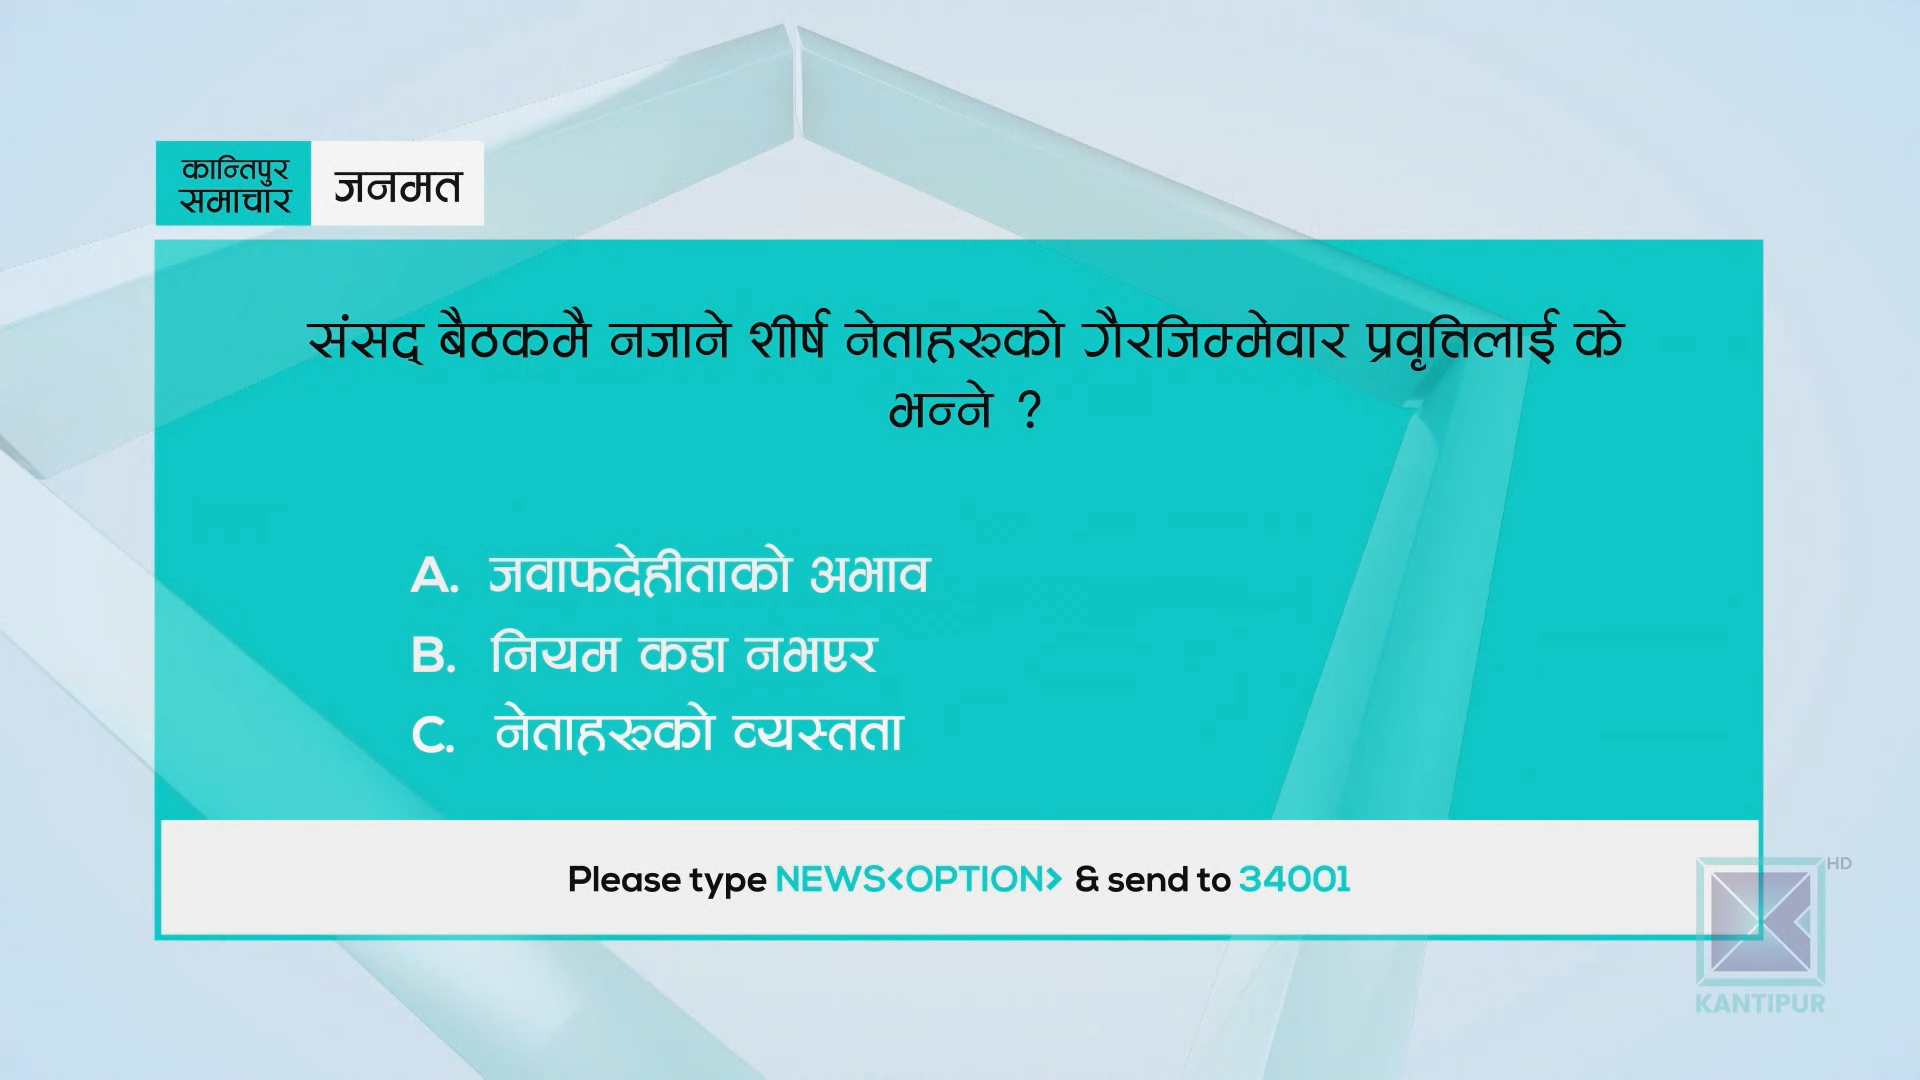 कान्तिपुर
समाचार
जनमत
संसद् बैठकमै नजाने शीर्ष नेताहरुको गैरजिम्मेवार प्रवृत्तिलाई के
भन्ने ?
A. जवाफदेहीताको अभाव
B. नियम कडा नभएर
C. नेताहरुको व्यस्तता
Please type NEWS<OPTION> & send to 34001
HD
KANTIPUR